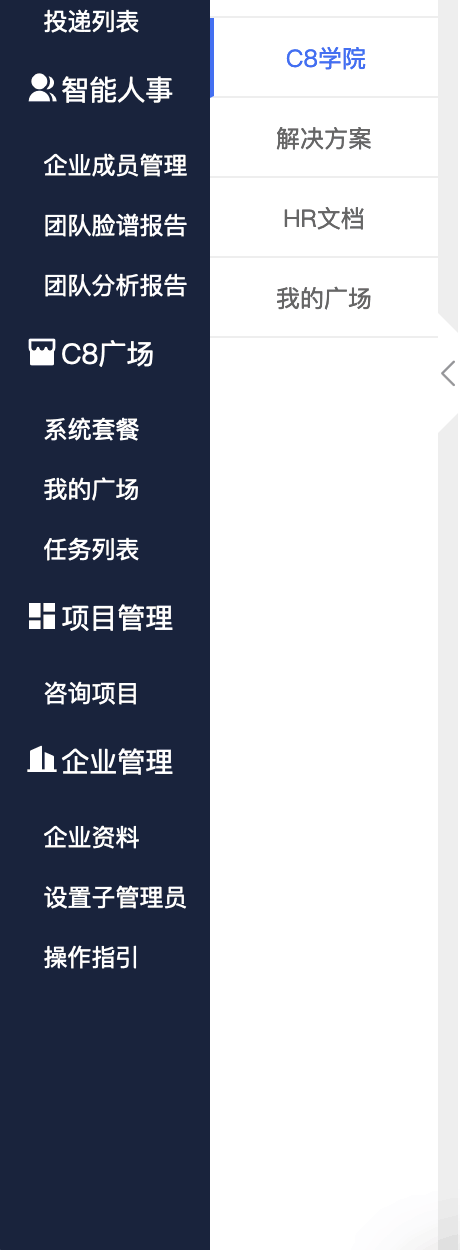 投递列表
智能人事
企业成员管理
团队脸谱报告
团队分析报告
C8广场
系统套餐
我的广场
任务列表
项目管理
咨询项目
企业管理
企业资料
设置子管理员
操作指引
C8学院
解决方案
HR文档
我的广场